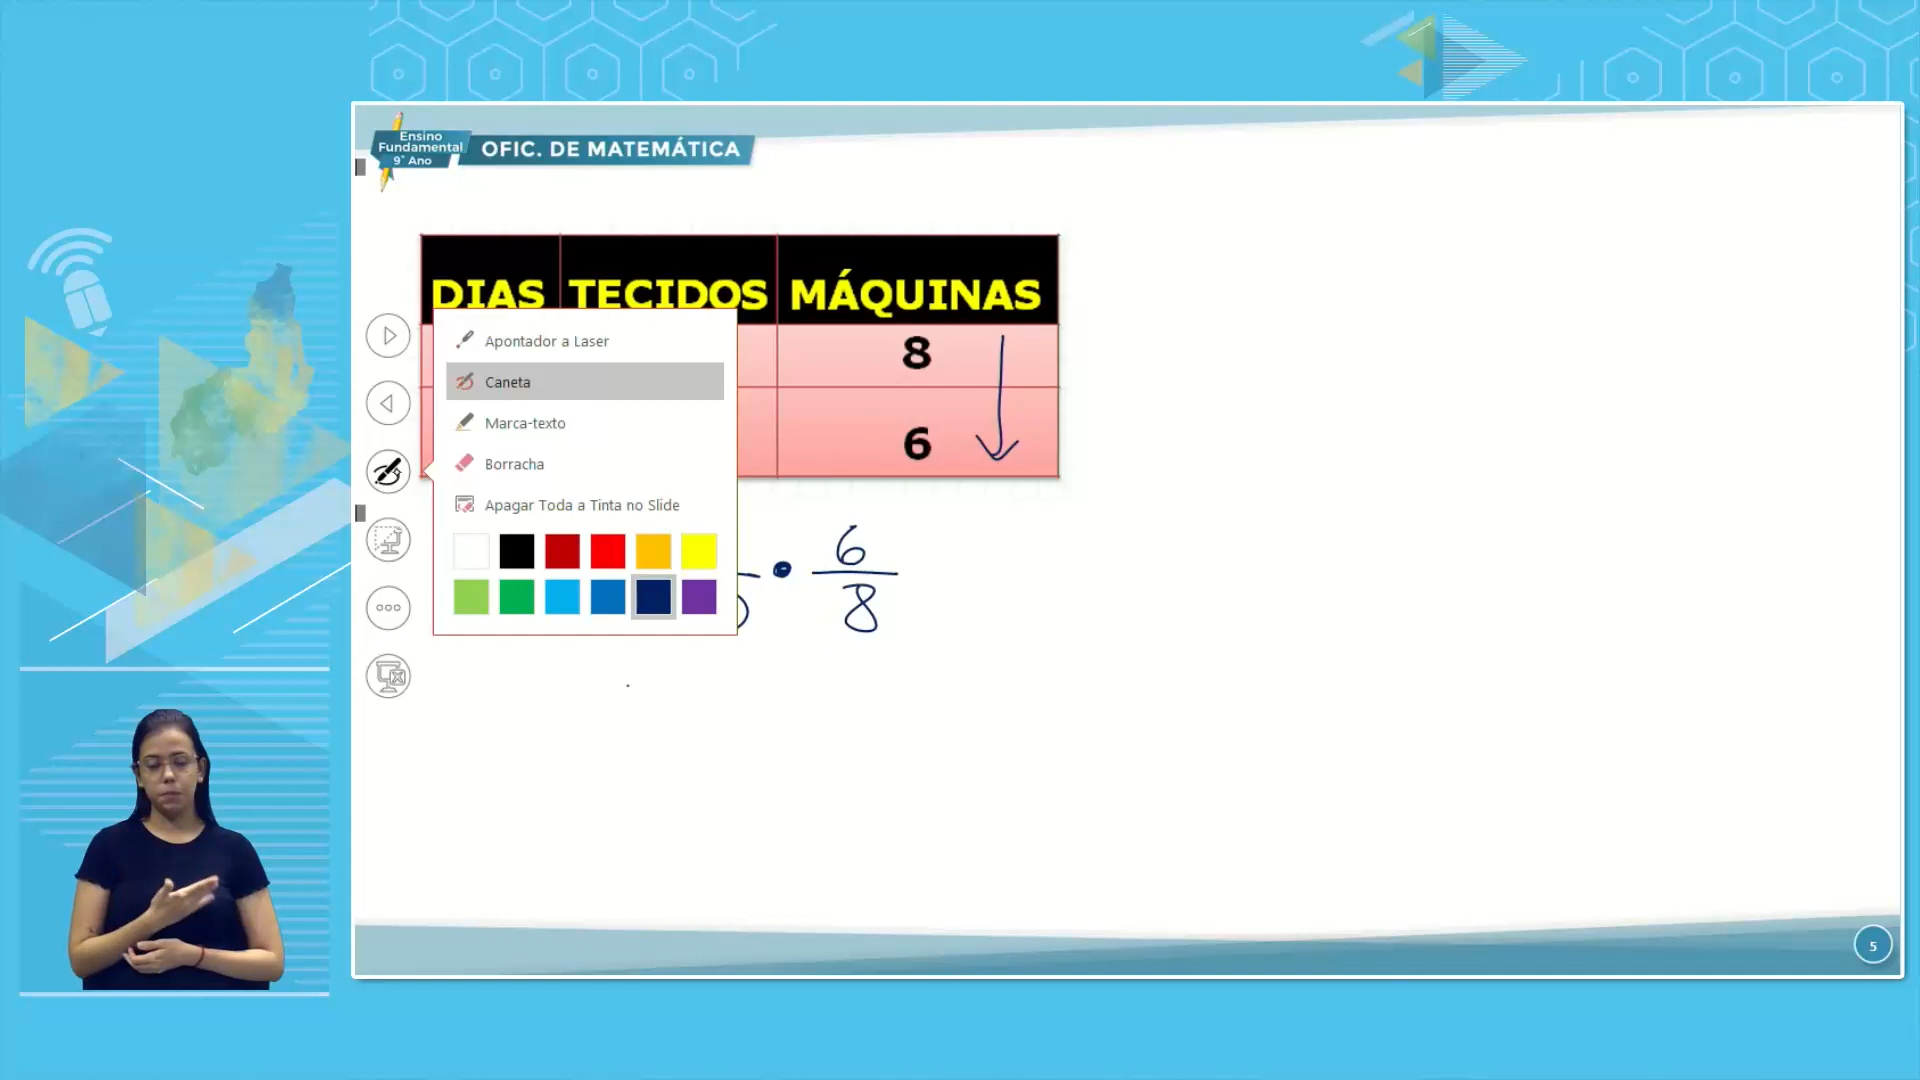 Ensino
Fundamental
9° Ano
OFIC. DE MATEMÁTICA
DIAS TECIDOS MÁQUINAS
8
6
Apontador a Laser
Caneta
Marca-texto
Borracha
Apagar Toda a Tinta no Slide
• 6
8
5